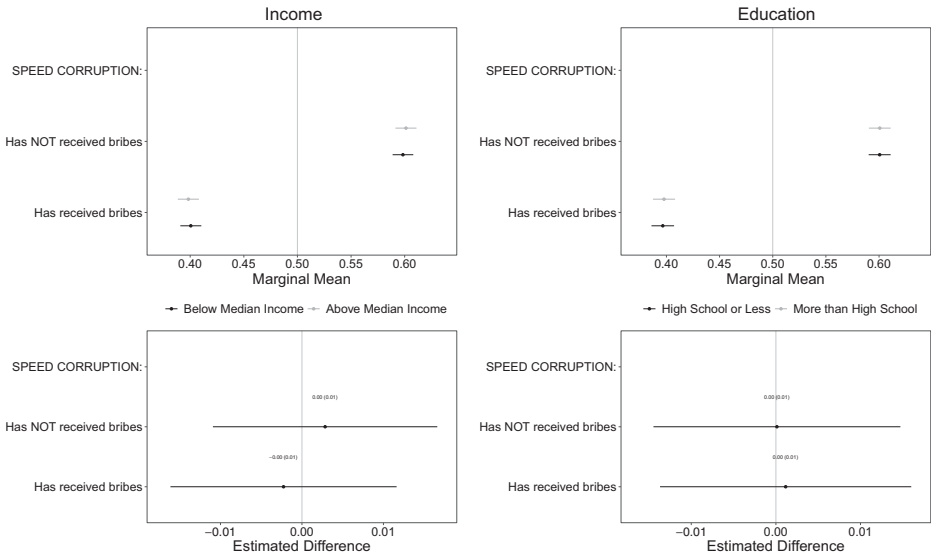 Income
SPEED CORRUPTION:
Has NOT received bribes
Has received bribes
0.40 0.45 0.50 0.55 0.60
Marginal Mean
Below Median Income Above Median Income
Education
SPEED CORRUPTION:
Has NOT received bribes
Has received bribes
0.40 0.45 0.50 0.55 0.60
Marginal Mean
High School or Less More than High School
SPEED CORRUPTION:
0.00 (0.01)
Has NOT received bribes
−0.00 (0.01)
Has received bribes
−0.01 0.00 0.01
Estimated Difference
SPEED CORRUPTION:
0.00 (0.01)
Has NOT received bribes
0.00 (0.01)
Has received bribes
−0.01 0.00 0.01
Estimated Difference